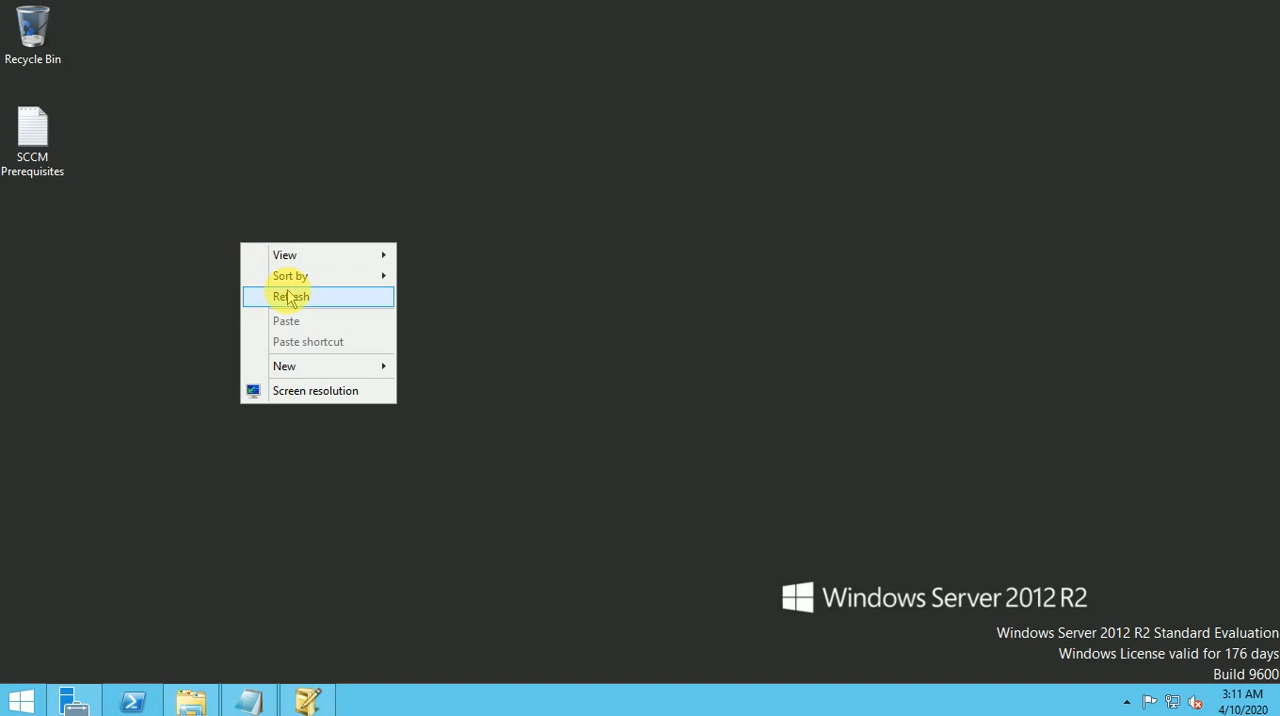 Recycle Bin
SCCM
Prerequisites
View
Sort by
Refresh
Paste
Paste shortcut
New
Screen resolution
Windows Server 2012 R2
Windows Server 2012 R2 Standard Evaluation
Windows License valid for 176 days
Build 9600
3:11 AM
4/10/2020